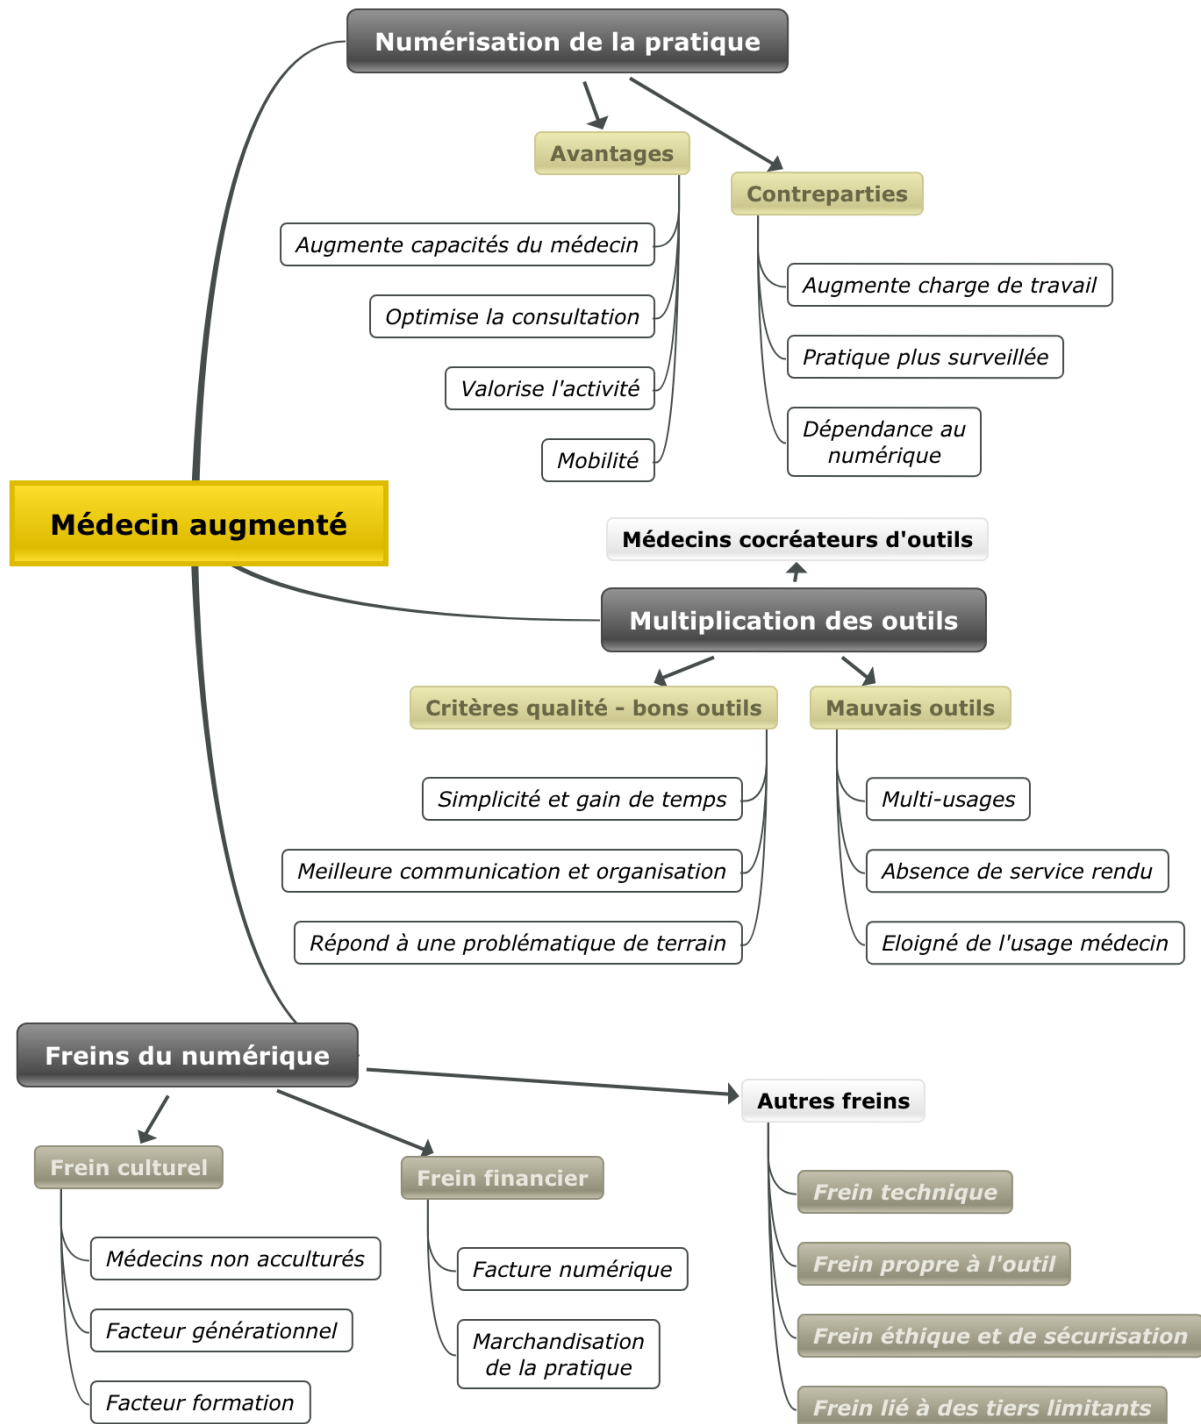 Numérisation de la pratique
Avantages
Contreparties
Augmente capacités du médecin
Optimise la consultation
Valorise l'activité
Mobilité
Augmente charge de travail
Pratique plus surveillée
Dépendance au
numérique
Médecin augmenté
Médecins cocréateurs d'outils
Multiplication des outils
Critères qualité - bons outils
Mauvais outils
Simplicité et gain de temps
Meilleure communication et organisation
Répond à une problématique de terrain
Multi-usages
Absence de service rendu
Eloigné de l'usage médecin
Freins du numérique
Frein culturel
Médecins non acculturés
Facteur générationnel
Facteur formation
Frein financier
Facture numérique
Marchandisation
de la pratique
Autres freins
Frein technique
Frein propre à l'outil
Frein éthique et de sécurisation
Frein lié à des tiers limitants